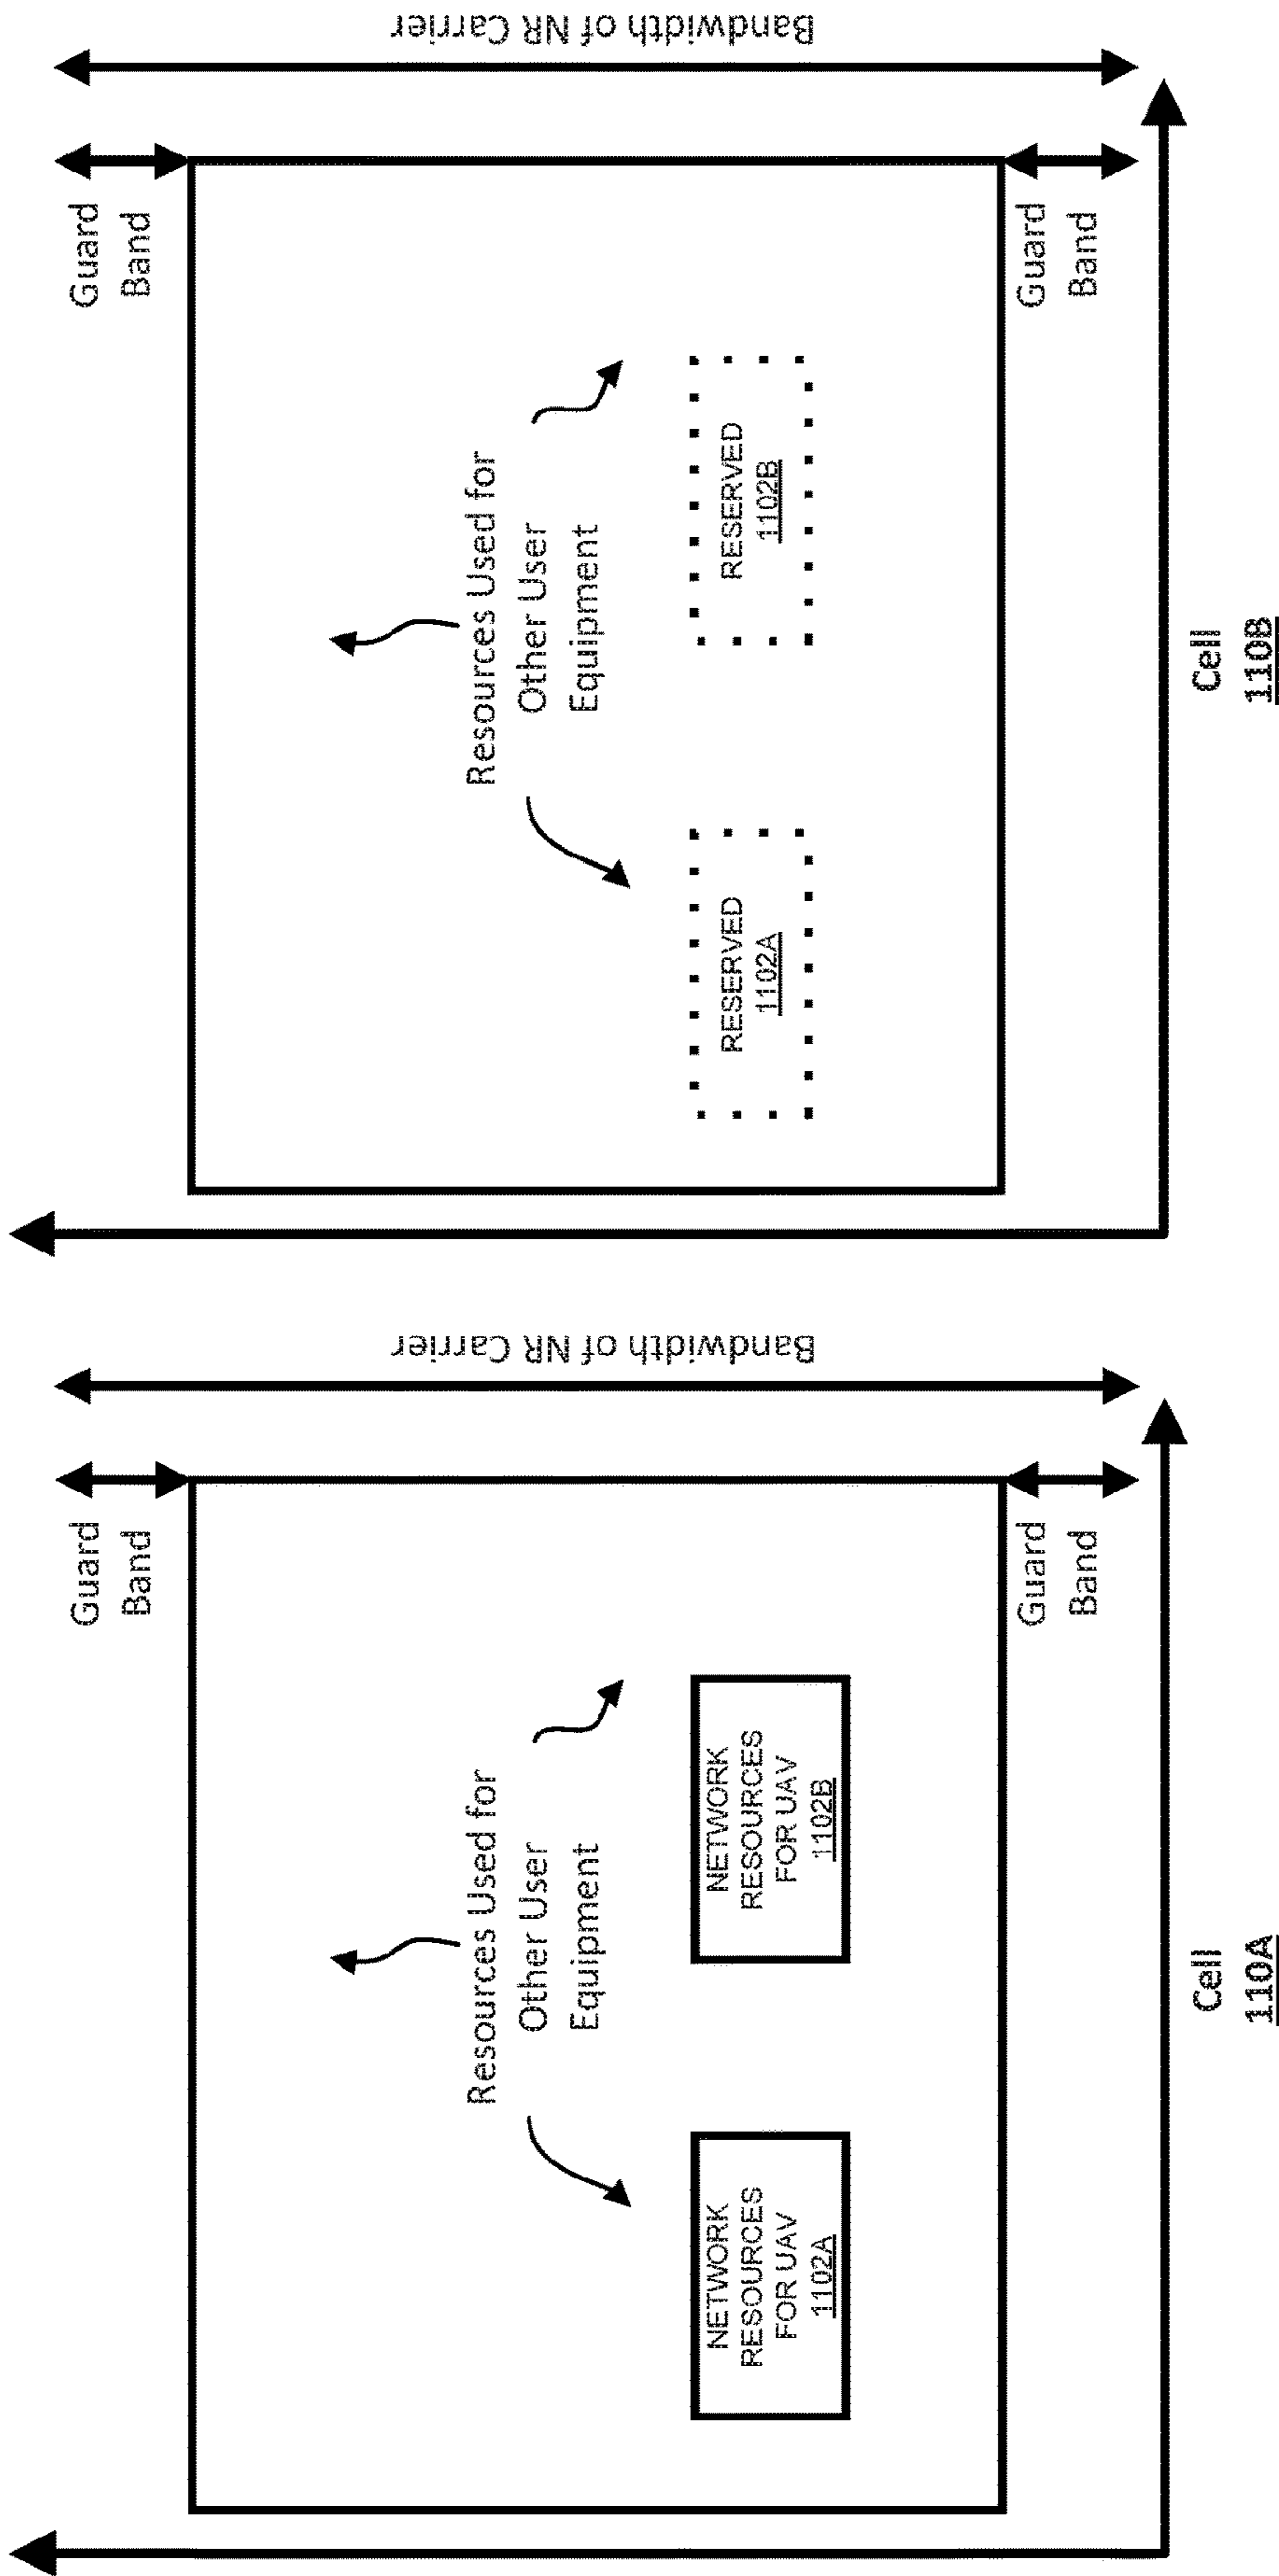 Guard
Band
Bandwidth of NR Carrier
Resources Used for
Other User
Equipment
NETWORK
RESOURCES
FOR UAV
1102A
NETWORK
RESOURCES
FOR UAV
1102B
Guard
Band
Cell
110A
Guard
Band
Bandwidth of NR Carrier
Resources Used for
Other User
Equipment
RESERVED
1102A
RESERVED
1102B
Guard
Band
Cell
110B